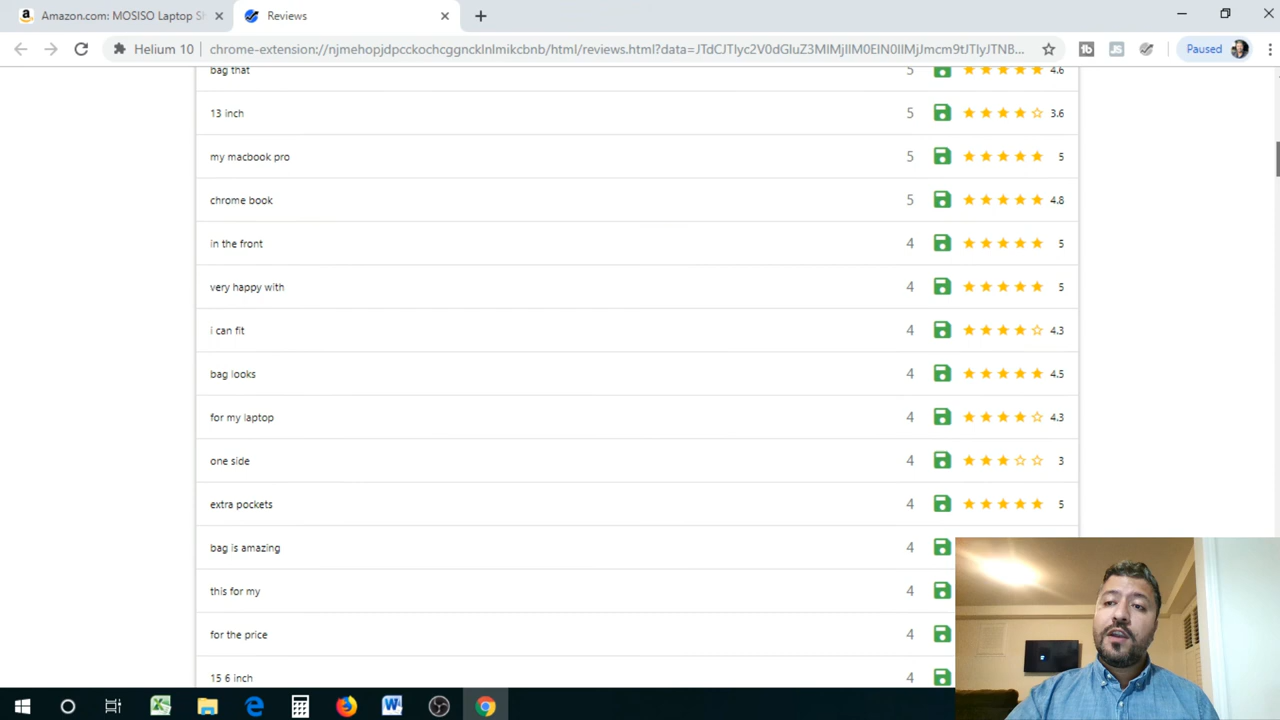 Amazon.com: MOSISO Laptop Sh
Reviews
Helium 10
chrome-extension://njmehopjdpcckochcggncklnlmikcbnb/html/reviews.html?data=JTdCJTIyc2V0dGluZ3MlMjIlM0ElN0IlMjJmcm9tJTIyJTNB...
Paused
bag that 5 4.6
13 inch 5 3.6
my macbook pro 5 5
chrome book 5 4.8
in the front 4 5
very happy with 4 5
i can fit 4 4.3
bag looks 4 4.5
for my laptop 4 4.3
one side 4 3
extra pockets 4 5
bag is amazing 4
this for my 4
for the price 4
15 6 inch 4